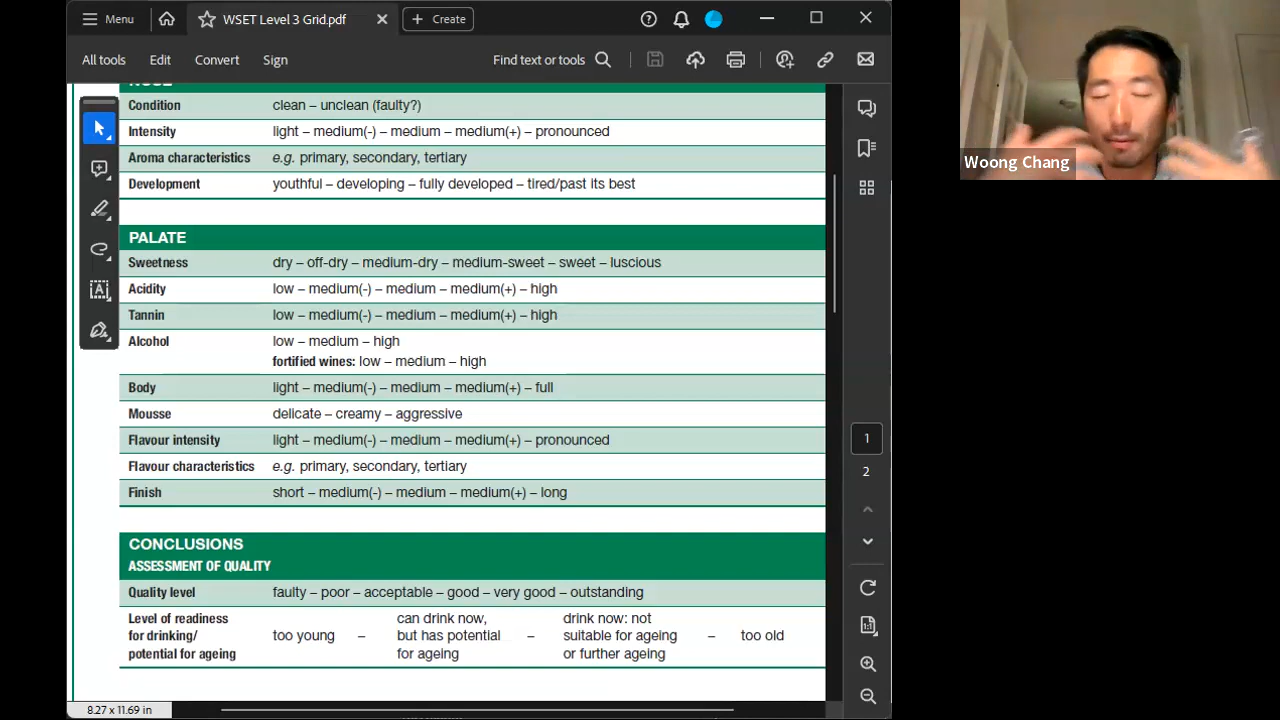 Menu
WSET Level 3 Grid.pdf
Create
All tools
Edit
Convert
Sign
Find text or tools
Condition clean – unclean (faulty?)
Intensity light – medium(-) – medium – medium(+) – pronounced
Aroma characteristics e.g. primary, secondary, tertiary
Development youthful – developing – fully developed – tired/past its best
PALATE
Sweetness dry – off-dry – medium-dry – medium-sweet – sweet – luscious
Acidity low – medium(-) – medium – medium(+) – high
Tannin low – medium(-) – medium – medium(+) – high
Alcohol low – medium – high
fortified wines: low – medium – high
Body light – medium(-) – medium – medium(+) – full
Mousse delicate – creamy – aggressive
Flavour intensity light – medium(-) – medium – medium(+) – pronounced
Flavour characteristics e.g. primary, secondary, tertiary
Finish short – medium(-) – medium – medium(+) – long
CONCLUSIONS
ASSESSMENT OF QUALITY
Quality level faulty – poor – acceptable – good – very good – outstanding
Level of readiness can drink now, drink now: not
for drinking/ too young – but has potential – suitable for ageing – too old
potential for ageing for ageing or further ageing
8.27 x 11.69 in
1
2
1:1
Woong Chang